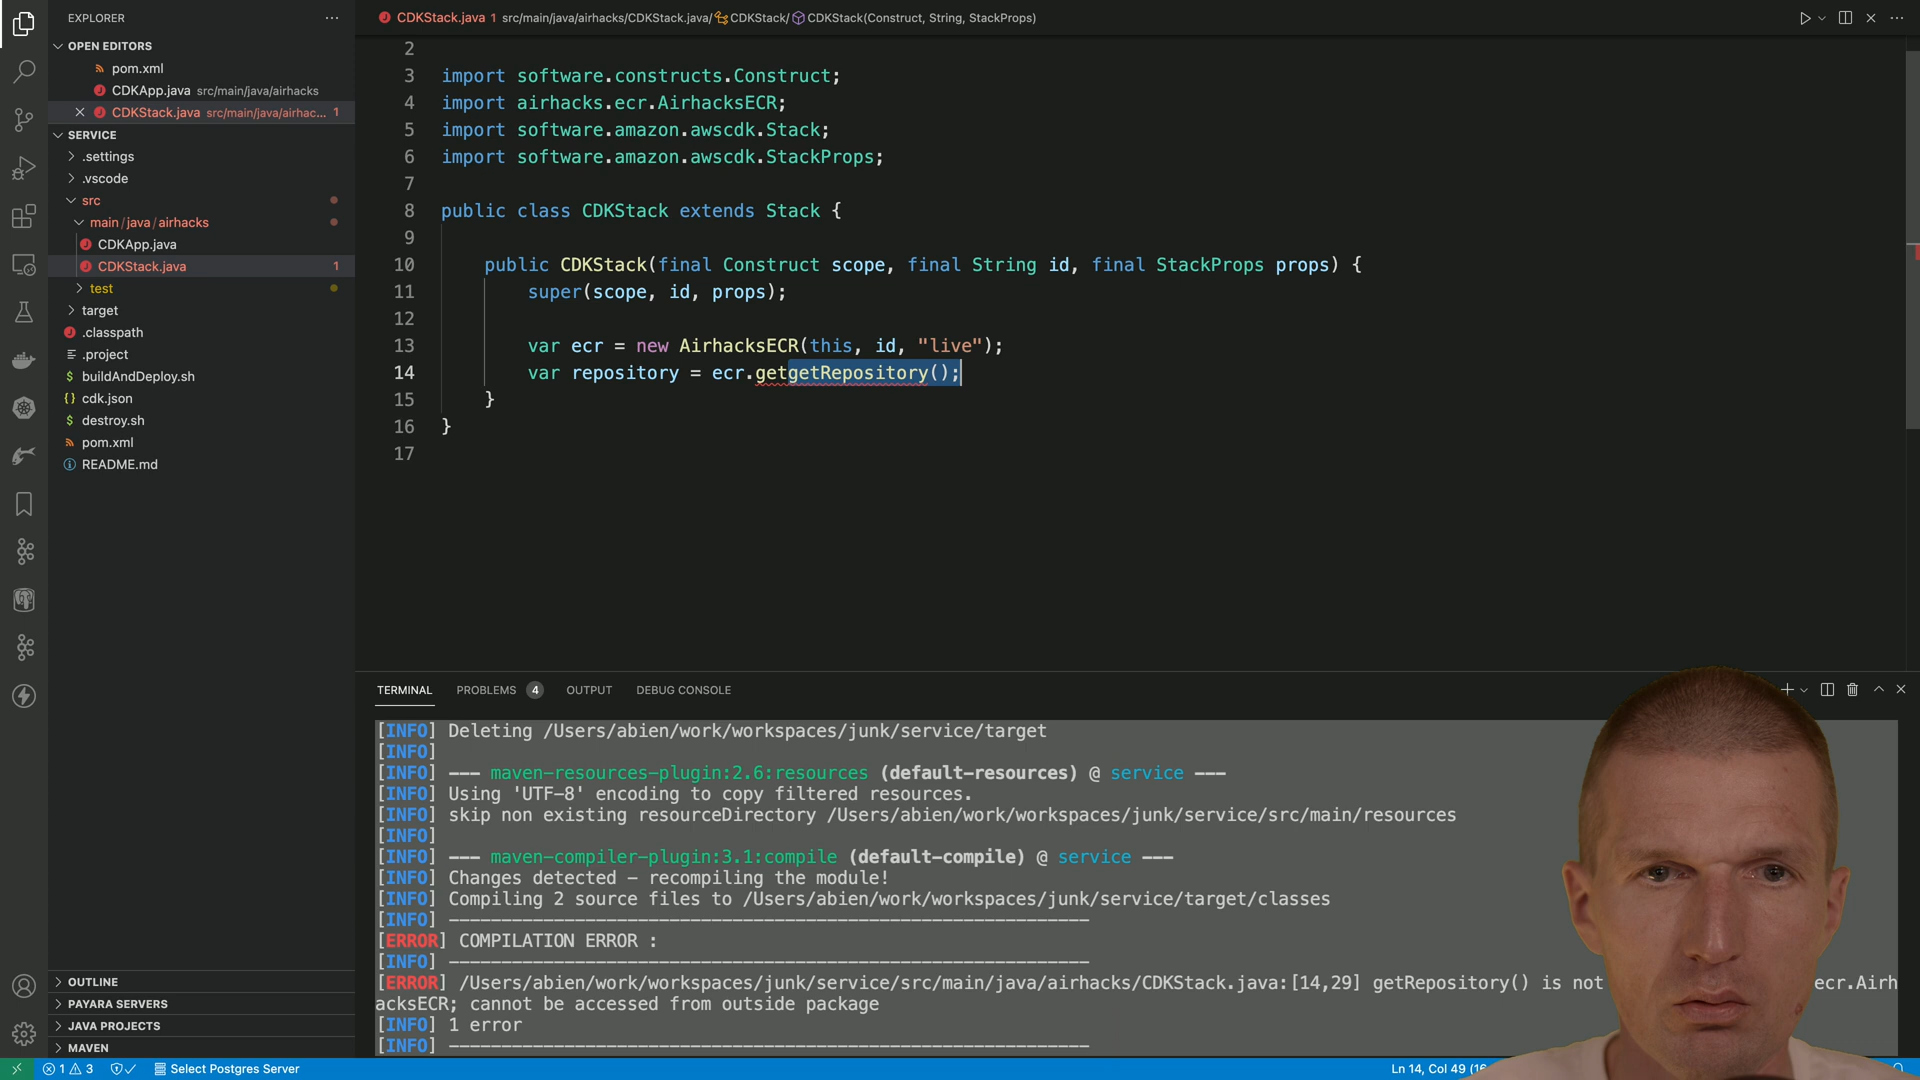 EXPLORER
OPEN EDITORS
pom.xml
CDKApp.java src/main/java/airhacks
CDKStack.java src/main/java/airhac... 1
SERVICE
.settings
.vscode
src
main/java/airhacks
CDKApp.java
CDKStack.java 1
test
target
.classpath
.project
buildAndDeploy.sh
cdk.json
destroy.sh
pom.xml
README.md
OUTLINE
PAYARA SERVERS
JAVA PROJECTS
MAVEN
CDKStack.java 1 src/main/java/airhacks/CDKStack.java/ CDKStack/ CDKStack(Construct, String, StackProps)
2
3 import software.constructs.Construct;
4 import airhacks.ecr.AirhacksECR;
5 import software.amazon.awscdk.Stack;
6 import software.amazon.awscdk.StackProps;
7
8 public class CDKStack extends Stack {
9
10 public CDKStack(final Construct scope, final String id, final StackProps props) {
11 super(scope, id, props);
12
13 var ecr = new AirhacksECR(this, id, "live");
14 var repository = ecr.getgetRepository();
15 }
16 }
17
TERMINAL PROBLEMS 4 OUTPUT DEBUG CONSOLE
[INFO] Deleting /Users/abien/work/workspaces/junk/service/target
[INFO]
[INFO] --- maven-resources-plugin:2.6:resources (default-resources) @ service ---
[INFO] Using 'UTF-8' encoding to copy filtered resources.
[INFO] skip non existing resourceDirectory /Users/abien/work/workspaces/junk/service/src/main/resources
[INFO]
[INFO] --- maven-compiler-plugin:3.1:compile (default-compile) @ service ---
[INFO] Changes detected - recompiling the module!
[INFO] Compiling 2 source files to /Users/abien/work/workspaces/junk/service/target/classes
[INFO] -------------------------------------------------------------
[ERROR] COMPILATION ERROR :
[INFO] -------------------------------------------------------------
[ERROR] /Users/abien/work/workspaces/junk/service/src/main/java/airhacks/CDKStack.java:[14,29] getRepository() is not ecr.Airh
acksECR; cannot be accessed from outside package
[INFO] 1 error
[INFO] -------------------------------------------------------------
1 3 Select Postgres Server Ln 14, Col 49